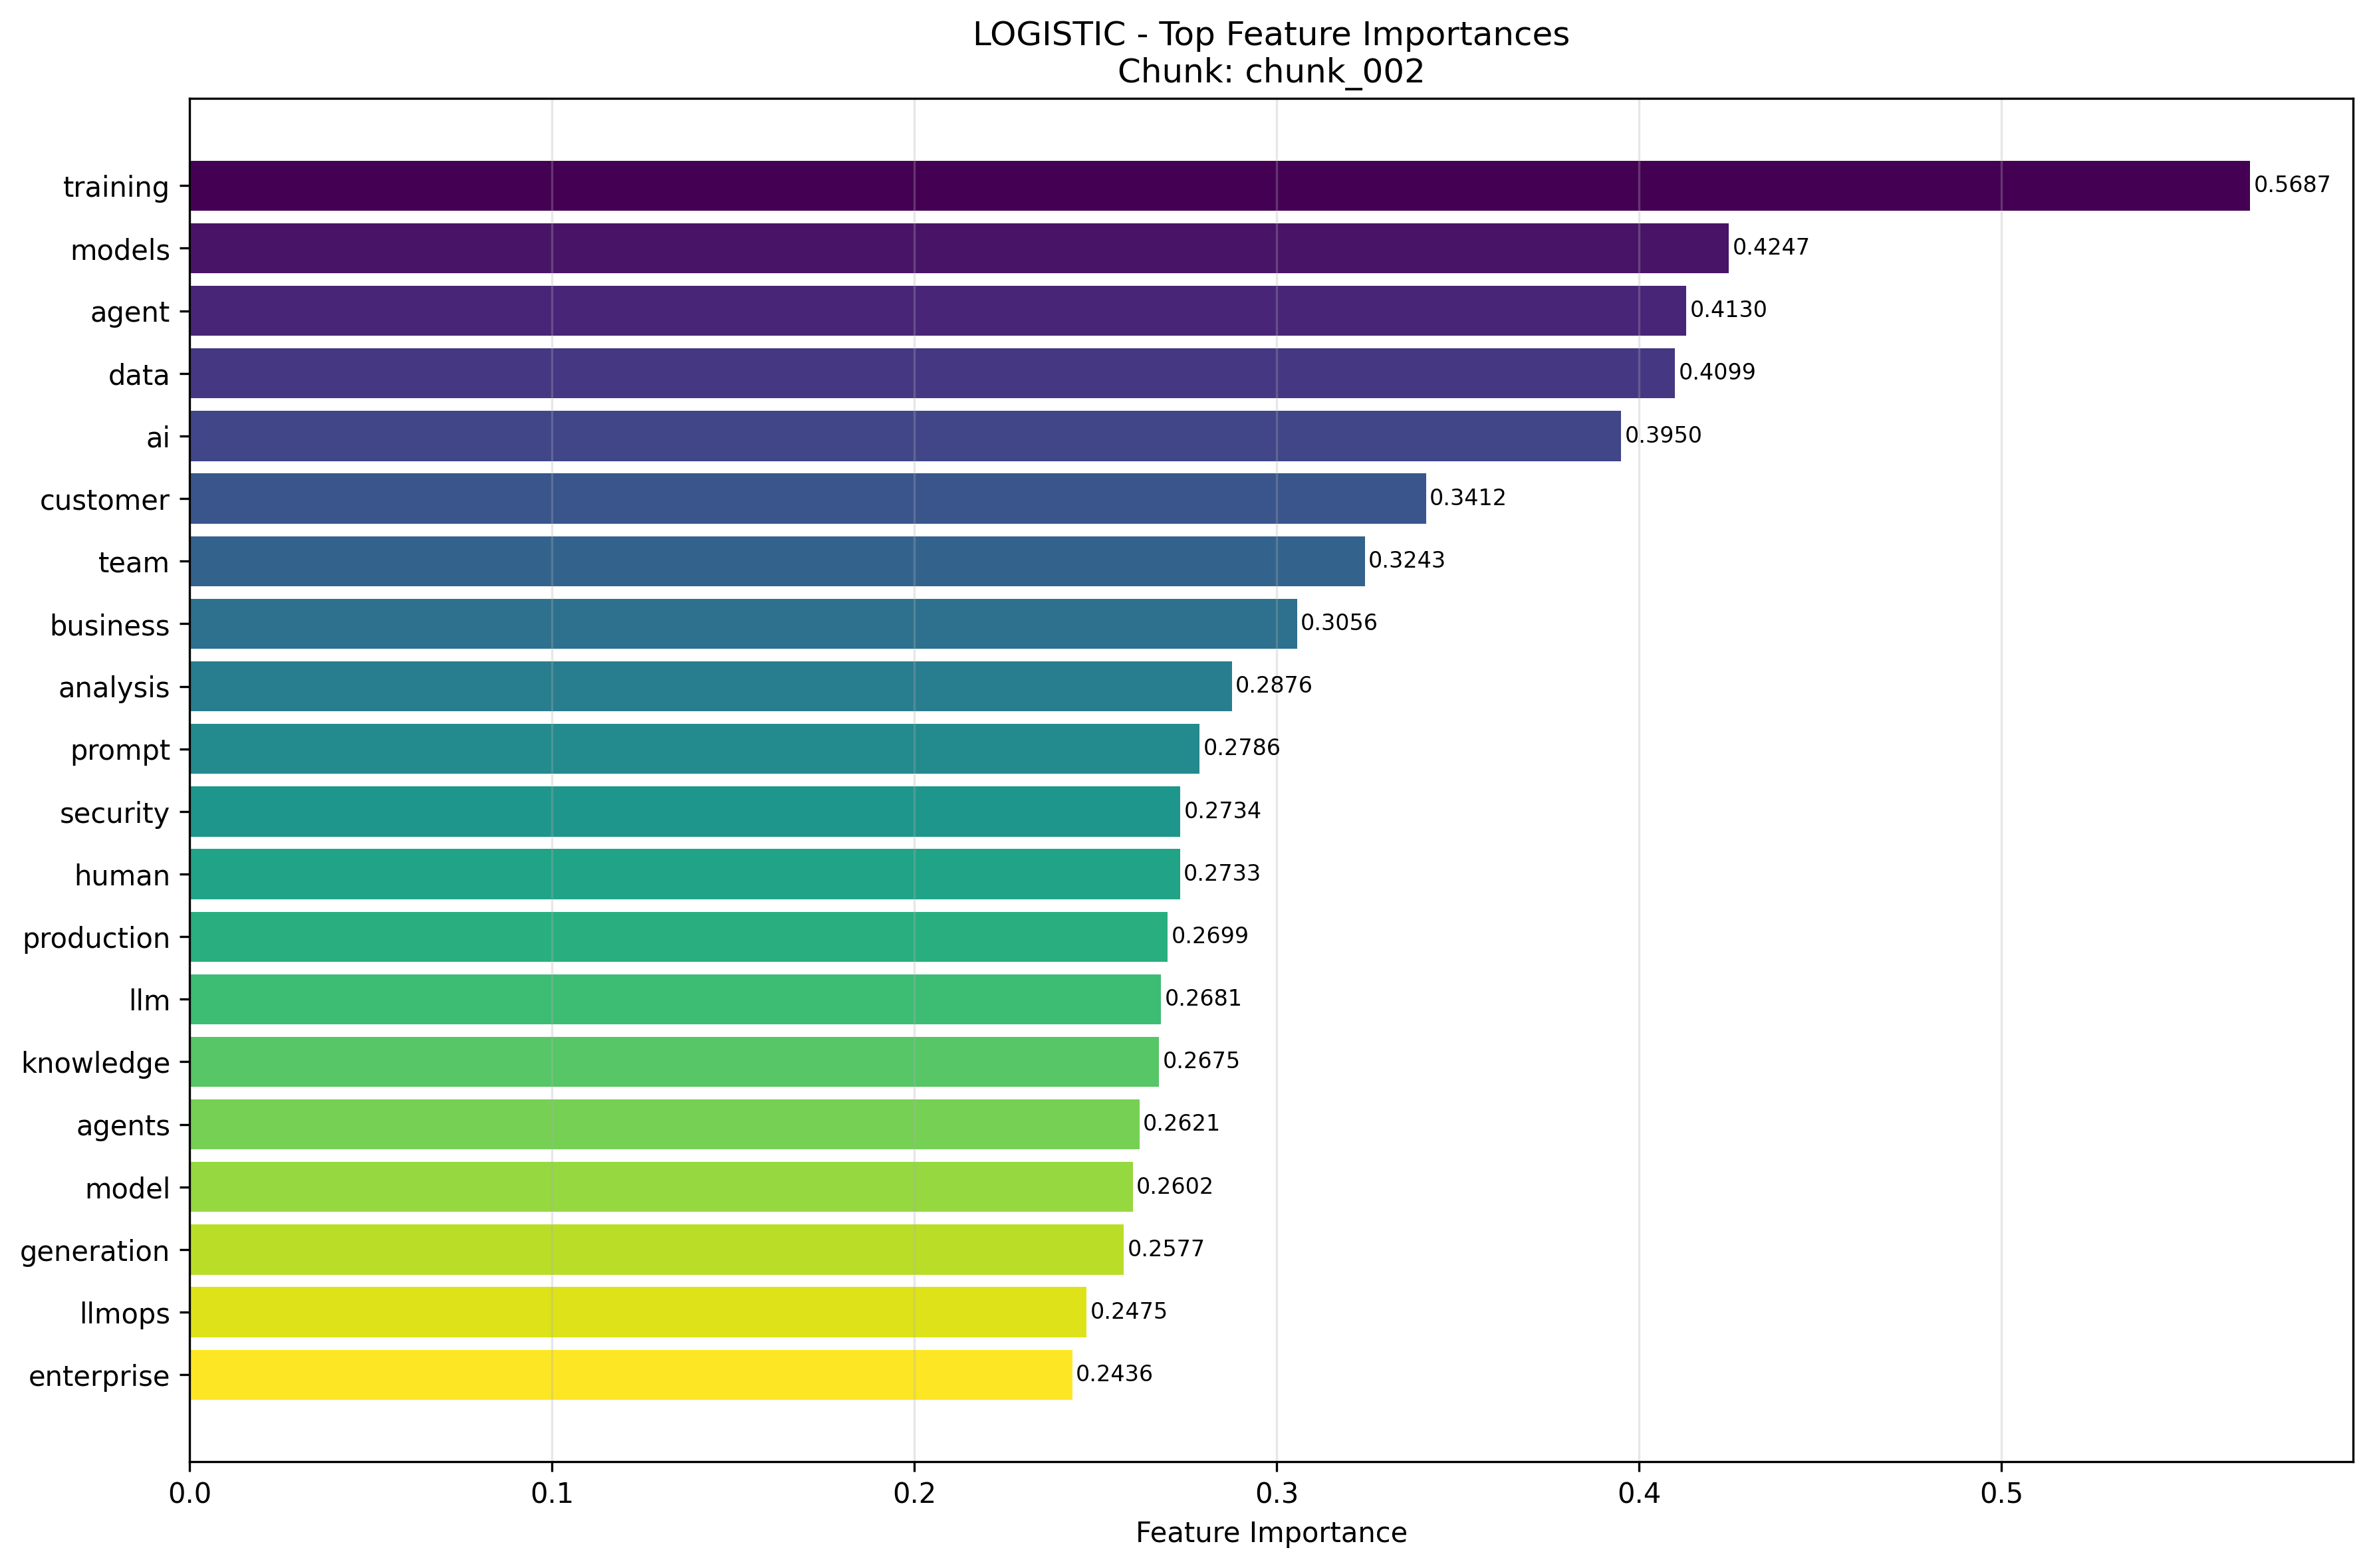 LOGISTIC - Top Feature Importances
Chunk: chunk_002
training 0.5687
models 0.4247
agent 0.4130
data 0.4099
ai 0.3950
customer 0.3412
team 0.3243
business 0.3056
analysis 0.2876
prompt 0.2786
security 0.2734
human 0.2733
production 0.2699
llm 0.2681
knowledge 0.2675
agents 0.2621
model 0.2602
generation 0.2577
llmops 0.2475
enterprise 0.2436
0.0 0.1 0.2 0.3 0.4 0.5
Feature Importance